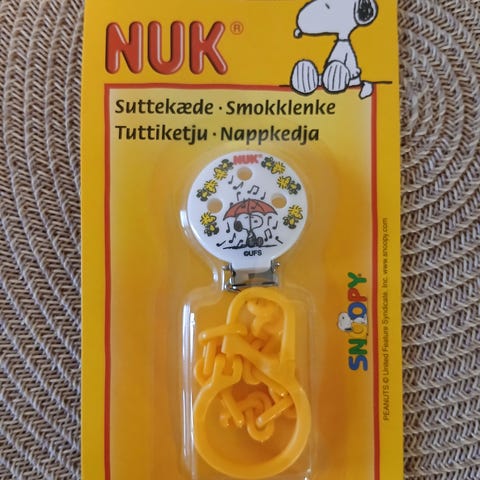 NUK®
Suttekæde · Smokklenke
Tuttiketju · Nappkedja
NUK®
©UFS
SNOOPY
PEANUTS © United Feature Syndicate, Inc. www.snoopy.com